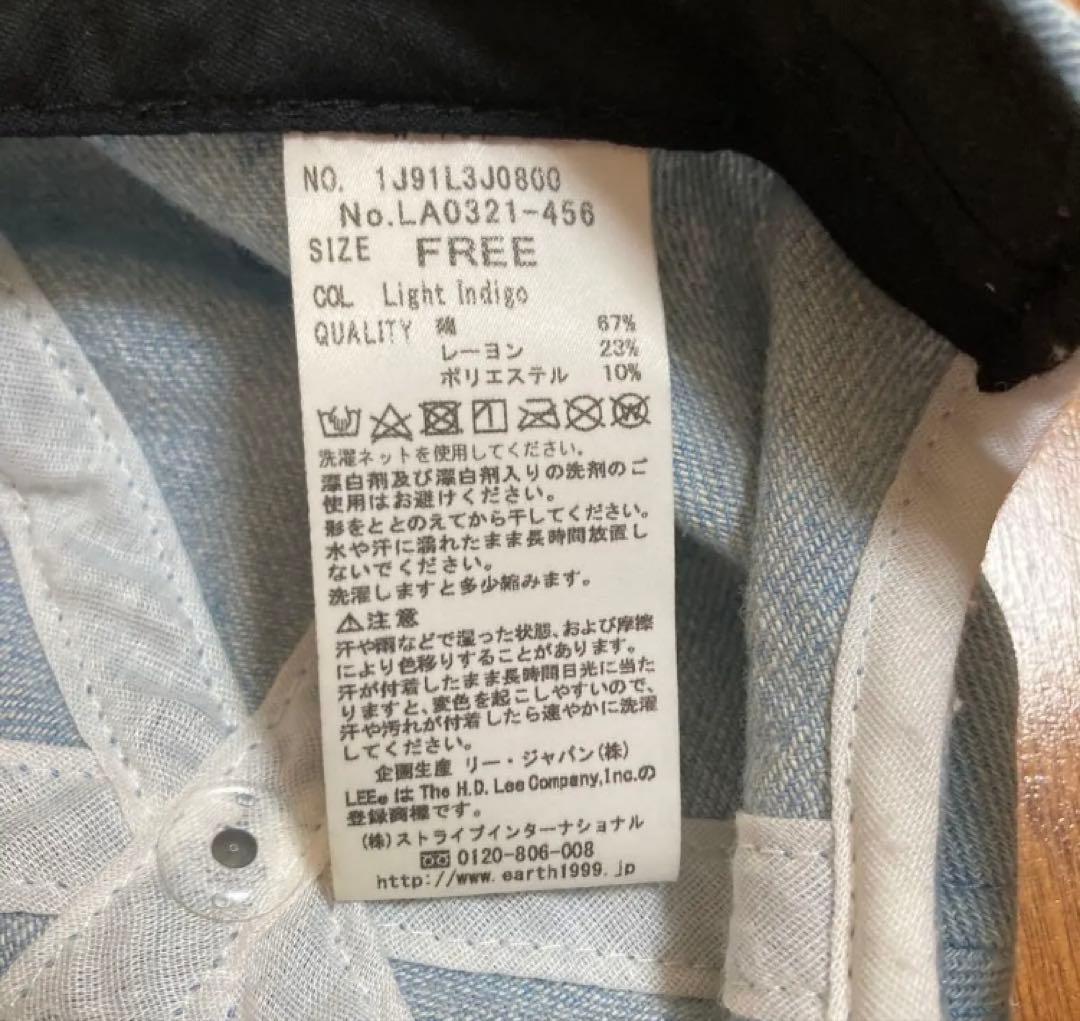 NO. 1J91L3J0800
No.LA0321-456
SIZE FREE
COL Light Indigo
QUALITY 綿 67%
レーヨン 23%
ポリエステル 10%
洗濯ネットを使用してください。
漂白剤及び漂白剤入りの洗剤のご
使用はお避けください。
形をととのえてから干してください。
水や汗に濡れたまま長時間放置し
ないでください。
洗濯しますと多少縮みます。
⚠注意
汗や雨などで湿った状態、および摩擦
により色移りすることがあります。
汗が付着したまま長時間日光に当た
りますと、変色を起こしやすいので、
汗や汚れが付着したら速やかに洗濯
してください。
企画生産 リー・ジャパン(株)
LEE® は The H.D. Lee Company,Inc.の
登録商標です。
(株)ストライプインターナショナル
0120-806-008
http://www.earth1999.jp